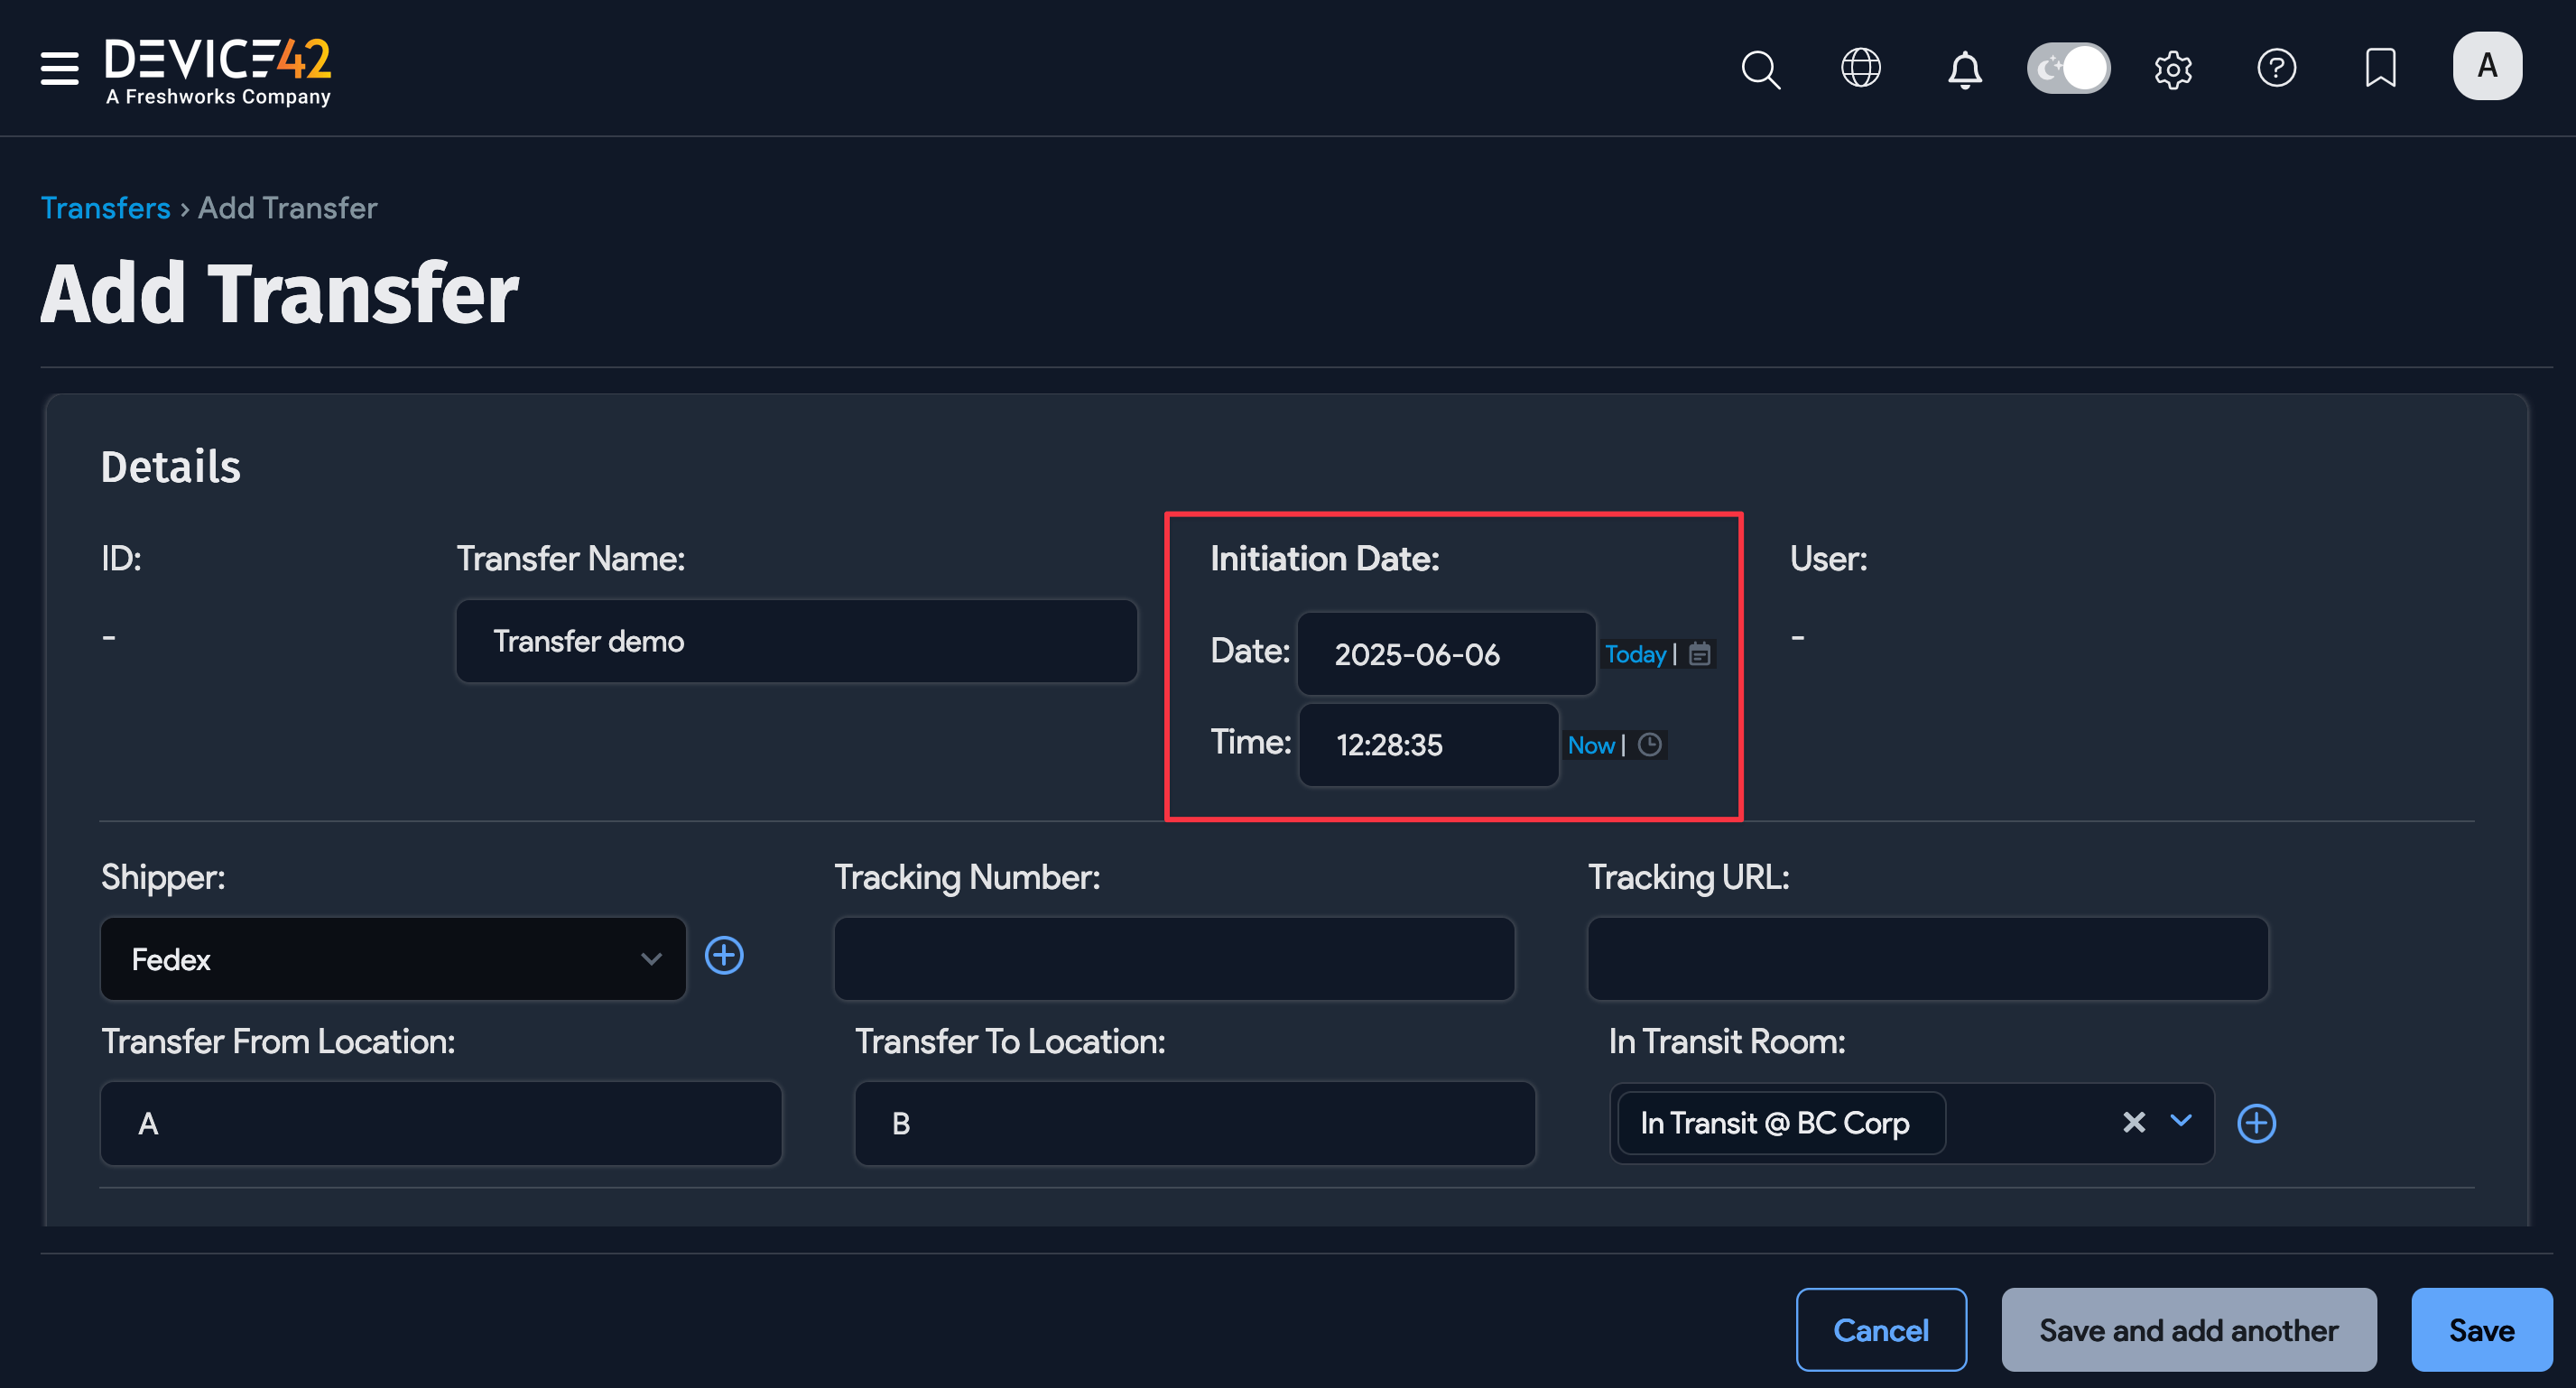 DEVICE42
A Freshworks Company
A
Transfers › Add Transfer
Add Transfer
Details
ID:
-
Transfer Name:
Transfer demo
Initiation Date:
Date: 2025-06-06 Today |
Time: 12:28:35 Now |
User:
-
Shipper:
Fedex
Tracking Number:
Tracking URL:
Transfer From Location:
A
Transfer To Location:
B
In Transit Room:
In Transit @ BC Corp
Cancel
Save and add another
Save